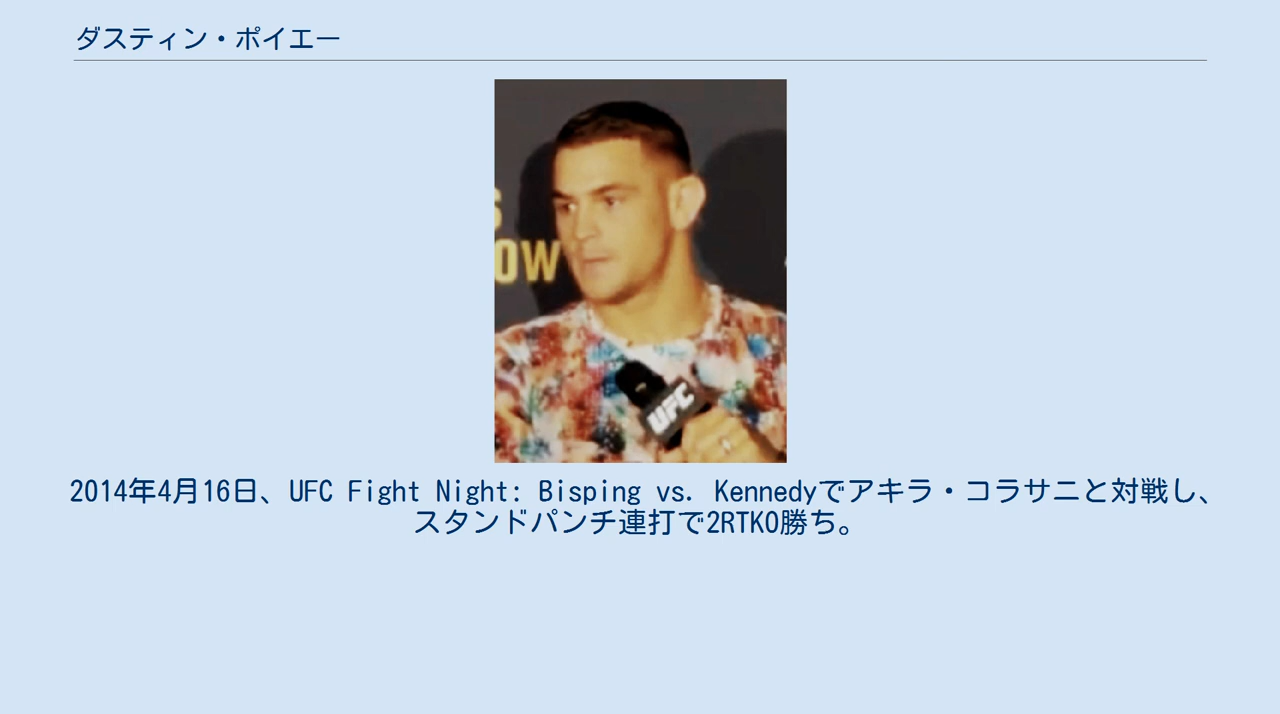 ダスティン・ポイエー
S
OW
UFC
2014年4月16日、UFC Fight Night: Bisping vs. Kennedyでアキラ・コラサニと対戦し、
スタンドパンチ連打で2RTKO勝ち。